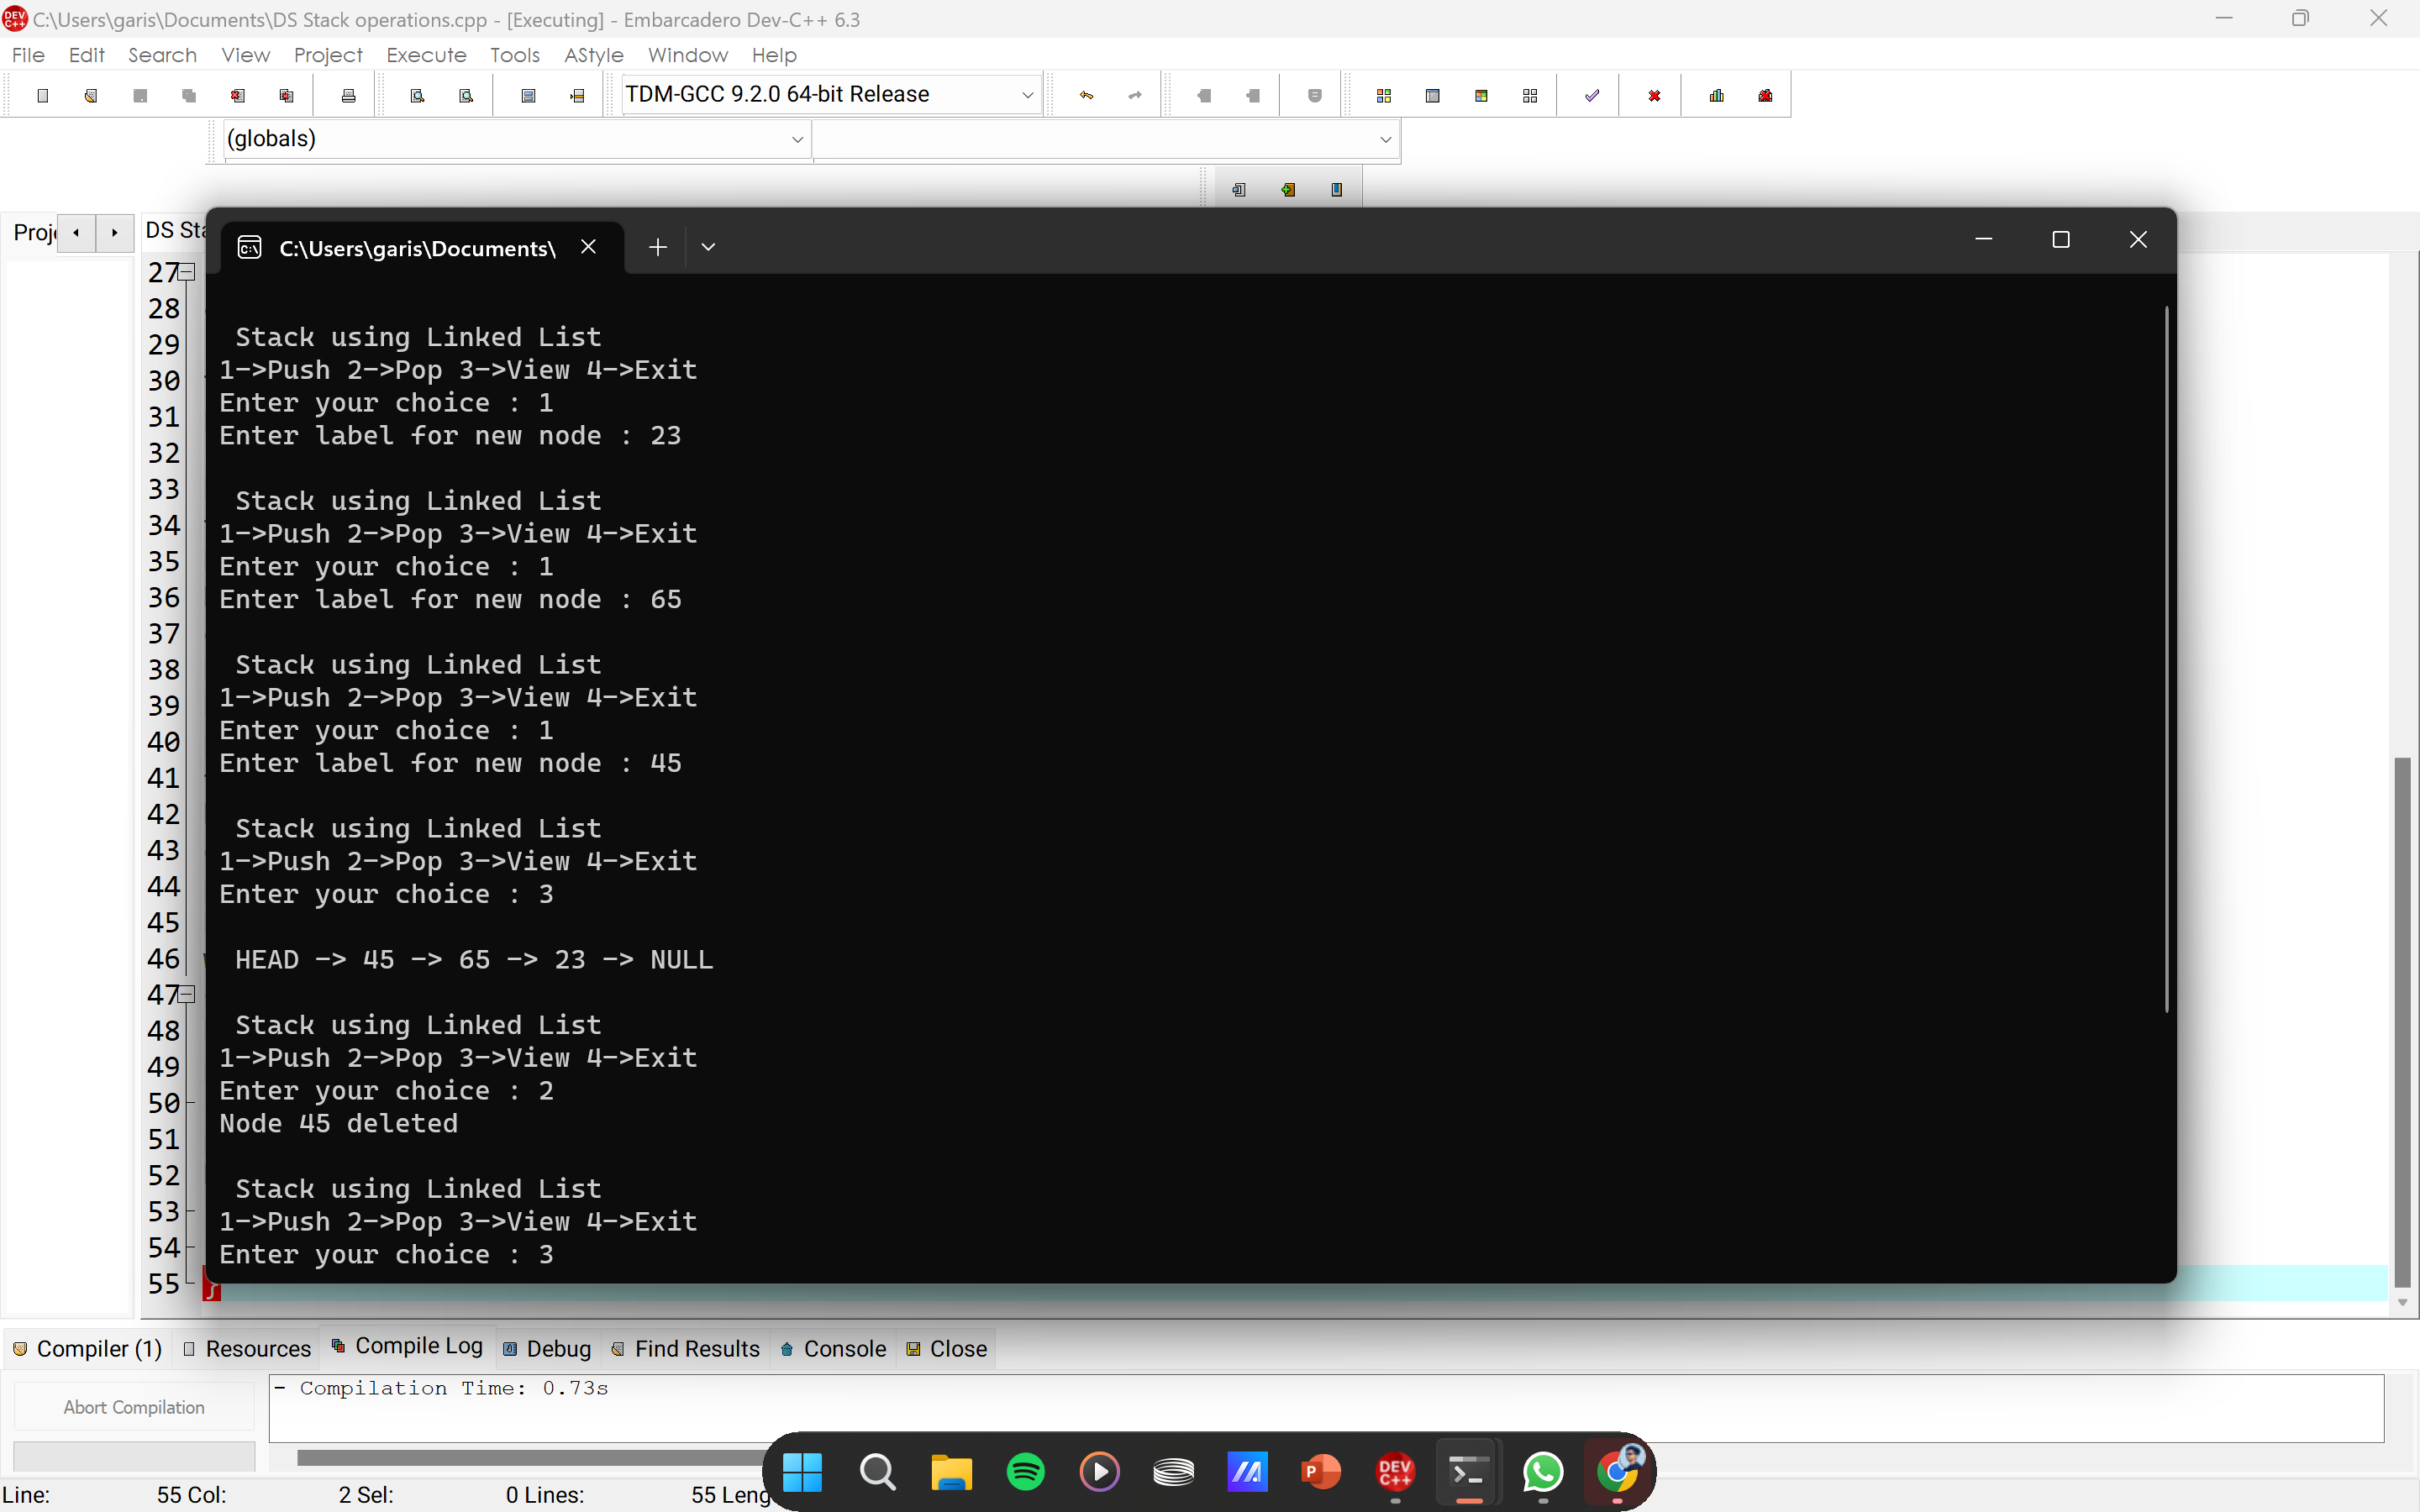 C:\Users\garis\Documents\DS Stack operations.cpp - [Executing] - Embarcadero Dev-C++ 6.3
File Edit Search View Project Execute Tools AStyle Window Help
TDM-GCC 9.2.0 64-bit Release
(globals)
Proje DS Sta
C:\Users\garis\Documents\
27
28
29
30
31
32
33
34
35
36
37
38
39
40
41
42
43
44
45
46
47
48
49
50
51
52
53
54
55 }
Stack using Linked List
1->Push 2->Pop 3->View 4->Exit
Enter your choice : 1
Enter label for new node : 23
Stack using Linked List
1->Push 2->Pop 3->View 4->Exit
Enter your choice : 1
Enter label for new node : 65
Stack using Linked List
1->Push 2->Pop 3->View 4->Exit
Enter your choice : 1
Enter label for new node : 45
Stack using Linked List
1->Push 2->Pop 3->View 4->Exit
Enter your choice : 3
HEAD -> 45 -> 65 -> 23 -> NULL
Stack using Linked List
1->Push 2->Pop 3->View 4->Exit
Enter your choice : 2
Node 45 deleted
Stack using Linked List
1->Push 2->Pop 3->View 4->Exit
Enter your choice : 3
Compiler (1) Resources Compile Log Debug Find Results Console Close
Abort Compilation
- Compilation Time: 0.73s
Line: 55 Col: 2 Sel: 0 Lines: 55 Leng
DEV C++
P